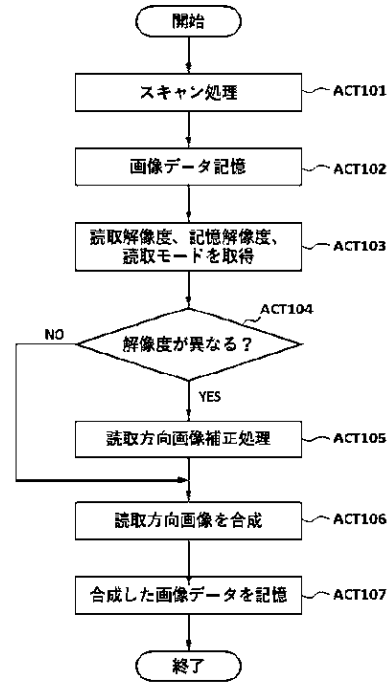 開始
スキャン処理
ACT101
画像データ記憶
ACT102
読取解像度、記憶解像度、
読取モードを取得
ACT103
ACT104
解像度が異なる？
NO
YES
読取方向画像補正処理
ACT105
読取方向画像を合成
ACT106
合成した画像データを記憶
ACT107
終了